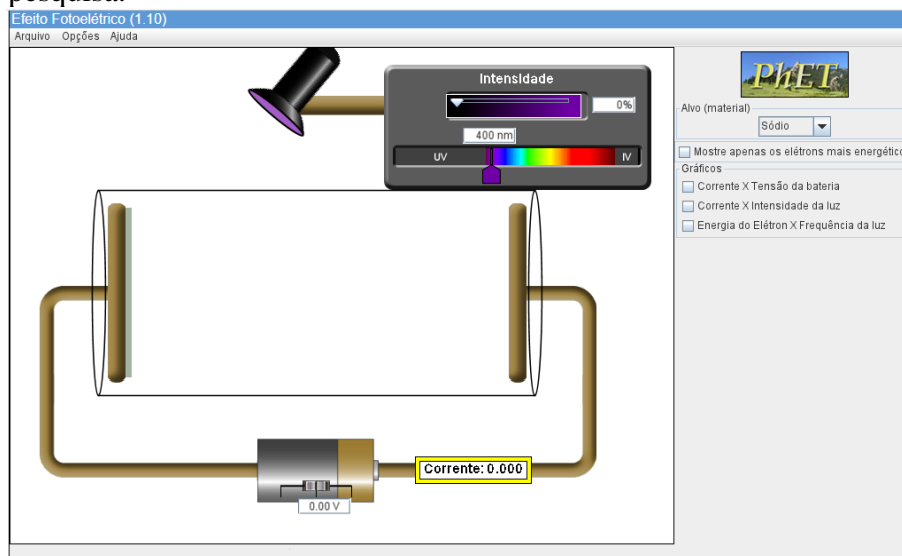 pesquisa.
Efeito Fotoelétrico (1.10)
Arquivo Opções Ajuda
Intensidade
0%
400 nm
UV
IV
PhET
Alvo (material)
Sódio
Mostre apenas os elétrons mais energético
Gráficos
Corrente X Tensão da bateria
Corrente X Intensidade da luz
Energia do Elétron X Frequência da luz
Corrente: 0.000
0.00 V